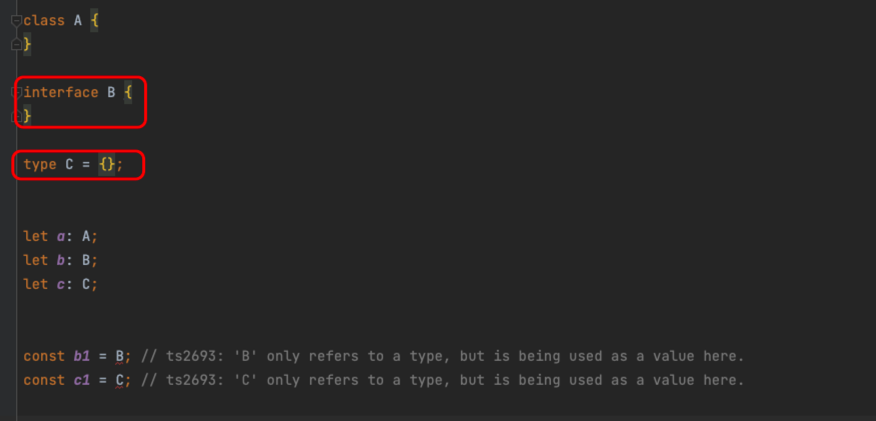 class A {
}
interface B {
}
type C = {};
let a: A;
let b: B;
let c: C;
const b1 = B; // ts2693: 'B' only refers to a type, but is being used as a value here.
const c1 = C; // ts2693: 'C' only refers to a type, but is being used as a value here.